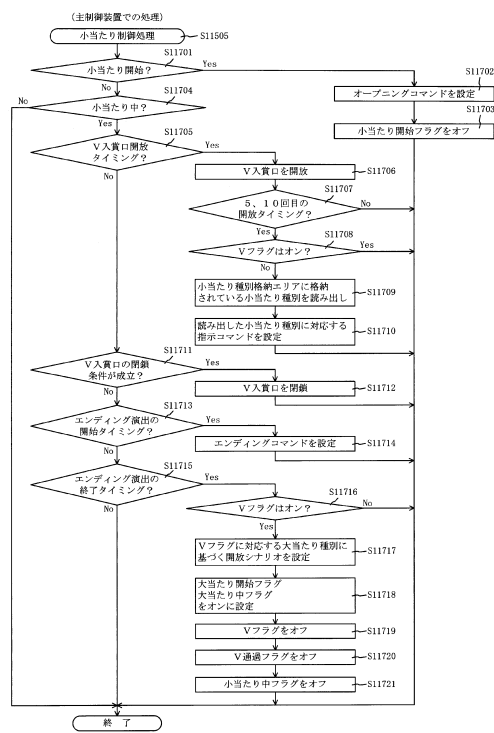 (主制御装置での処理)
小当たり制御処理
S11505
S11701
小当たり開始?
Yes
No
S11702
オープニングコマンドを設定
S11703
小当たり開始フラグをオフ
S11704
No
小当たり中?
Yes
S11705
V入賞口開放
タイミング?
Yes
No
V入賞口を開放
S11706
S11707
5、10回目の
開放タイミング?
No
Yes
S11708
Vフラグはオン?
Yes
No
小当たり種別格納エリアに格納
されている小当たり種別を読み出し
S11709
読み出した小当たり種別に対応する
指示コマンドを設定
S11710
S11711
V入賞口の閉鎖
条件が成立?
Yes
No
V入賞口を閉鎖
S11712
S11713
エンディング演出の
開始タイミング?
Yes
No
エンディングコマンドを設定
S11714
S11715
エンディング演出の
終了タイミング?
Yes
No
S11716
Vフラグはオン?
No
Yes
Vフラグに対応する大当たり種別に
基づく開放シナリオを設定
S11717
大当たり開始フラグ
大当たり中フラグ
をオンに設定
S11718
Vフラグをオフ
S11719
V通過フラグをオフ
S11720
小当たり中フラグをオフ
S11721
終 了